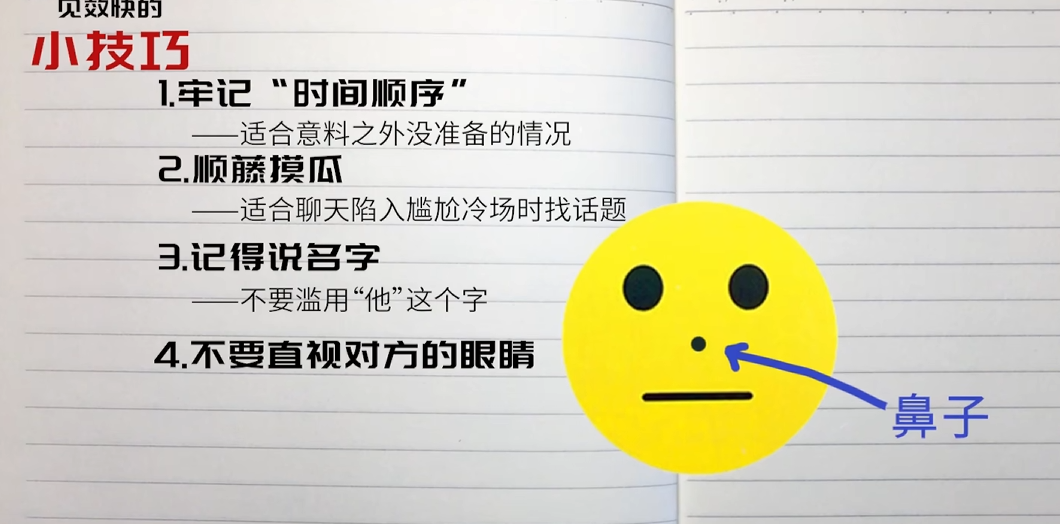 见效快的
小技巧
1.牢记“时间顺序”
——适合意料之外没准备的情况
2.顺藤摸瓜
——适合聊天陷入尴尬冷场时找话题
3.记得说名字
——不要滥用“他”这个字
4.不要直视对方的眼睛
鼻子